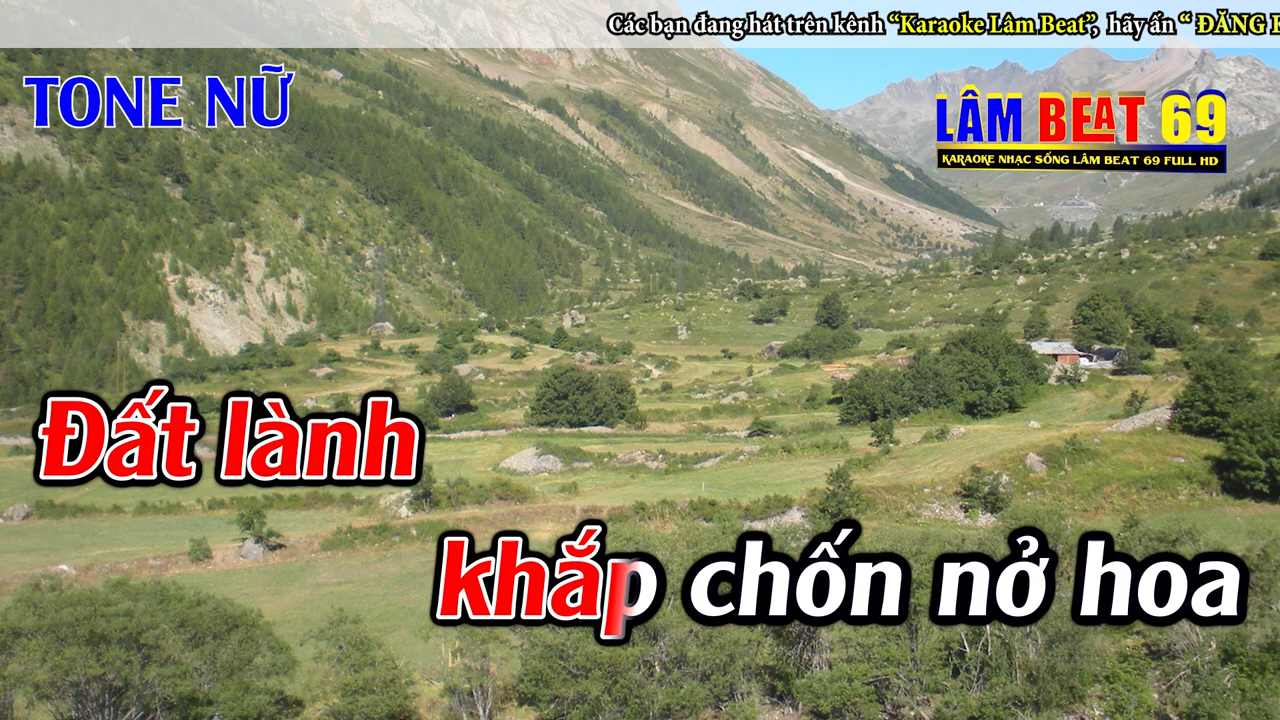 Các bạn đang hát trên kênh “Karaoke Lâm Beat”, hãy ấn “ ĐĂNG
TONE NỮ
LÂM BEAT 69
KARAOKE NHẠC SỐNG LÂM BEAT 69 FULL HD
Đất lành
khắp chốn nở hoa